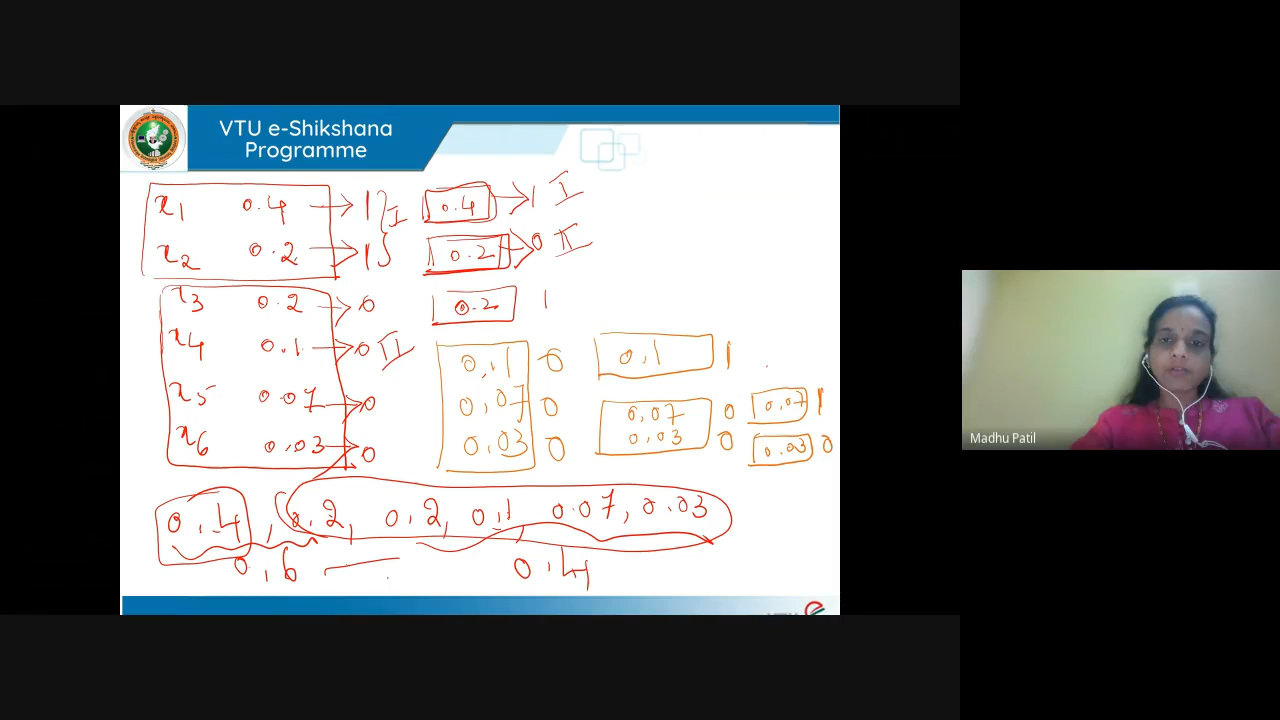 VTU e-Shikshana
Programme
x1 0.4 → 1 } I 0.4 → 1 I
x2 0.2 → 1 0.2 → 0 II
x3 0.2 → 0 0.2 1
x4 0.1 → 0 II 0.1 0 0.1 1
x5 0.07 → 0 0.07 0 0.07 0 0.07 1
x6 0.03 → 0 0.03 0 0.03 0 0.03 0
0.4, 0.2, 0.2, 0.1 0.07, 0.03
0.6 — 0.4
Madhu Patil